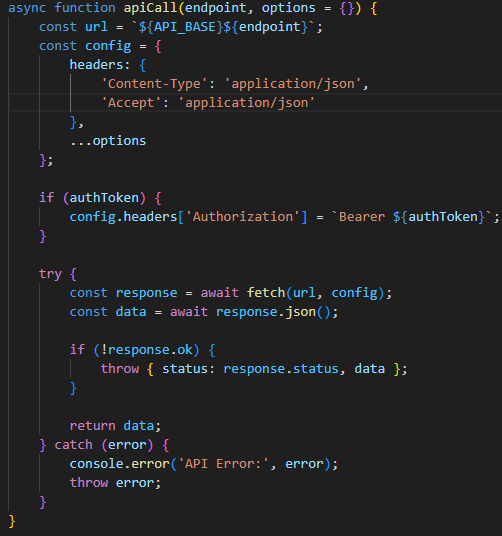 async function apiCall(endpoint, options = {}) {
    const url = `${API_BASE}${endpoint}`;
    const config = {
        headers: {
            'Content-Type': 'application/json',
            'Accept': 'application/json'
        },
        ...options
    };

    if (authToken) {
        config.headers['Authorization'] = `Bearer ${authToken}`;
    }

    try {
        const response = await fetch(url, config);
        const data = await response.json();

        if (!response.ok) {
            throw { status: response.status, data };
        }

        return data;
    } catch (error) {
        console.error('API Error:', error);
        throw error;
    }
}